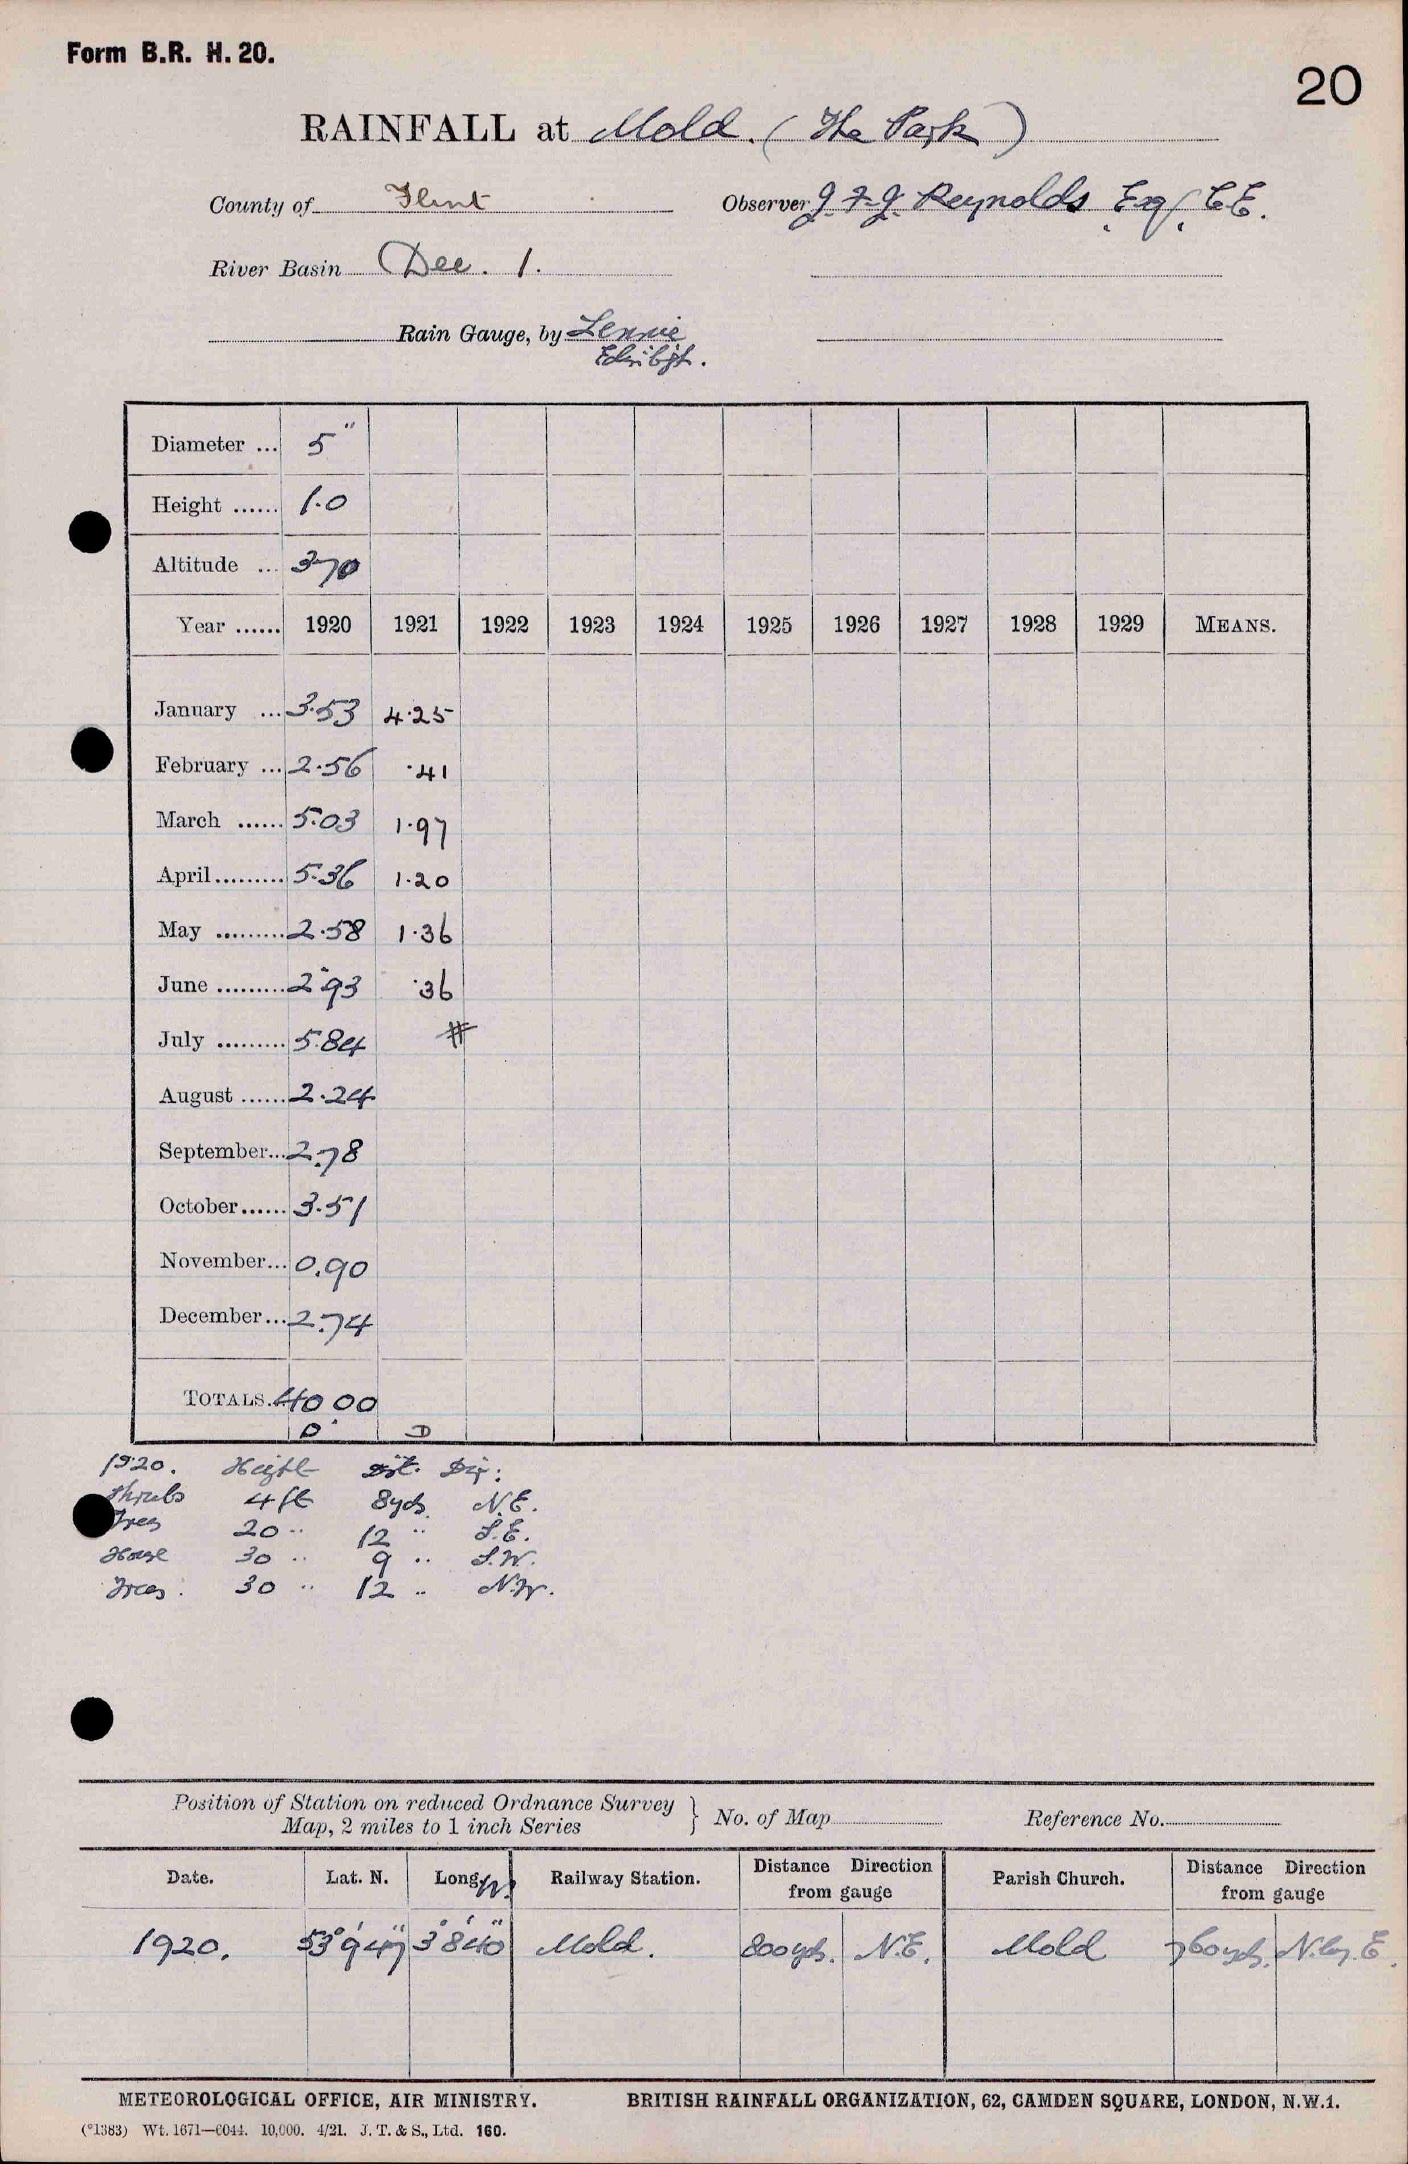 Form B.R. H. 20.
20
RAINFALL at Mold. (The Park)
County of Flint Observer J. F. J. Reynolds Esq., C.E.
River Basin Dee. 1.
Rain Gauge, by Lennie
Edinbgh.
Diameter ... 5"
Height ...... 1.0
Altitude ... 370
Year ...... 1920 1921 1922 1923 1924 1925 1926 1927 1928 1929 MEANS.
January ... 3.53 4.25
February ... 2.56 .41
March ...... 5.03 1.97
April ......... 5.36 1.20
May ......... 2.58 1.36
June ......... 2.93 .36
July ......... 5.84 #
August ...... 2.24
September... 2.78
October ...... 3.51
November... 0.90
December... 2.74
TOTALS. 40.00
D D
1920. Height Dist. Dir:
Shrubs 4 ft 8 yds. N.E.
Trees 20 " 12 " S.E.
House 30 " 9 " S.W.
Trees. 30 " 12 " N.W.
Position of Station on reduced Ordnance Survey
Map, 2 miles to 1 inch Series } No. of Map Reference No.
Date. Lat. N. Long. W. Railway Station. Distance Direction from gauge Parish Church. Distance Direction from gauge
1920. 53° 9' 47" 3° 8' 40" Mold. 800 yds. N.E. Mold 760 yds. N. by E.
METEOROLOGICAL OFFICE, AIR MINISTRY. BRITISH RAINFALL ORGANIZATION, 62, CAMDEN SQUARE, LONDON, N.W.1.
(*1383) Wt. 1671—6044. 10,000. 4/21. J. T. & S., Ltd. 160.